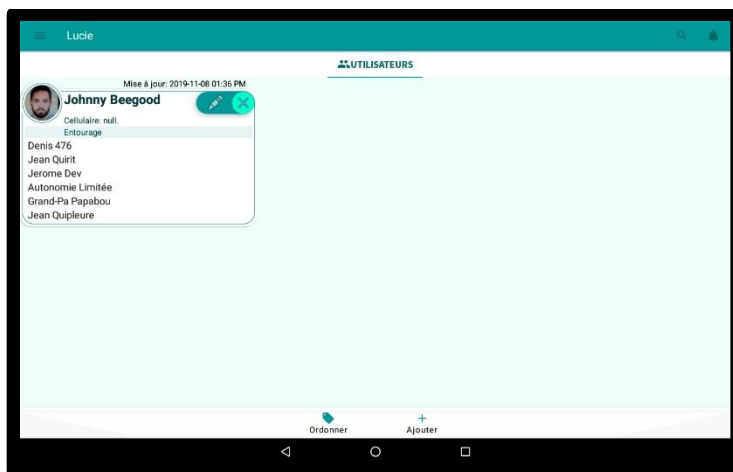 Lucie
UTILISATEURS
Mise à jour: 2019-11-08 01:36 PM
Johnny Beegood
Cellulaire: null.
Entourage
Denis 476
Jean Quirit
Jerome Dev
Autonomie Limitée
Grand-Pa Papabou
Jean Quipleure
Ordonner
Ajouter